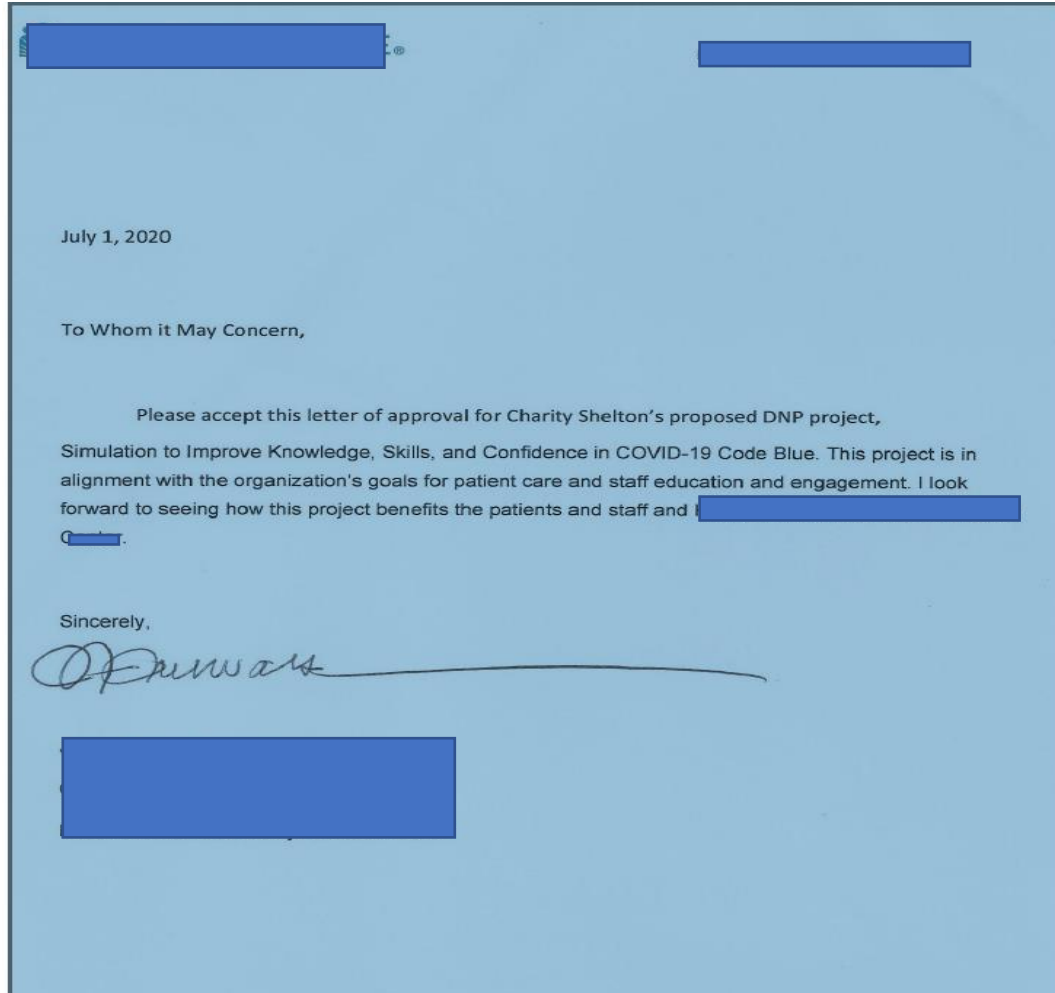 July 1, 2020
To Whom it May Concern,
Please accept this letter of approval for Charity Shelton's proposed DNP project,
Simulation to Improve Knowledge, Skills, and Confidence in COVID-19 Code Blue. This project is in
alignment with the organization's goals for patient care and staff education and engagement. I look
forward to seeing how this project benefits the patients and staff and
Sincerely,